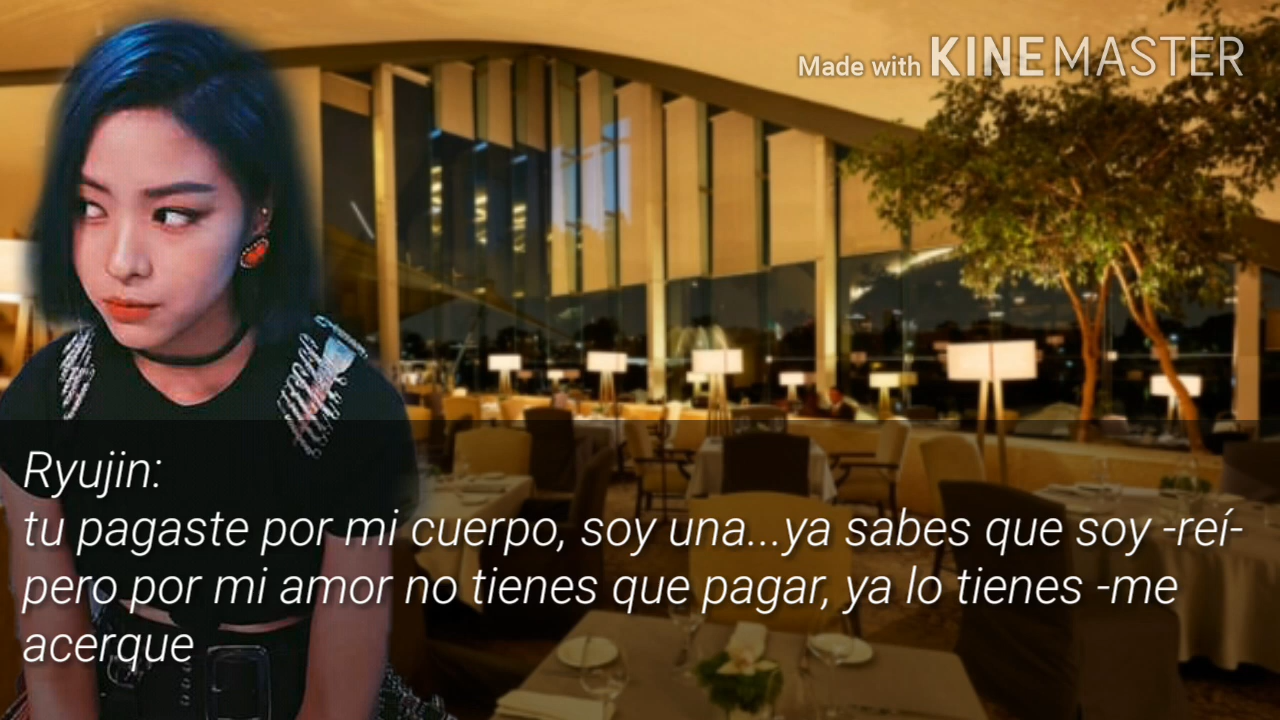 Made with KINEMASTER
Ryujin:
tu pagaste por mi cuerpo, soy una...ya sabes que soy -reí-
pero por mi amor no tienes que pagar, ya lo tienes -me
acerque